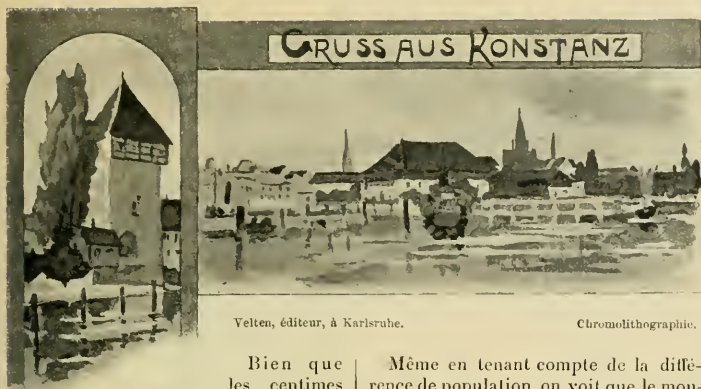 GRUSS AUS KONSTANZ
Velten, éditeur, à Karlsruhe.
Chromolithographie.
Bien que
les centimes
Même en tenant compte de la diffé-
rence de population, on voit que le mou-